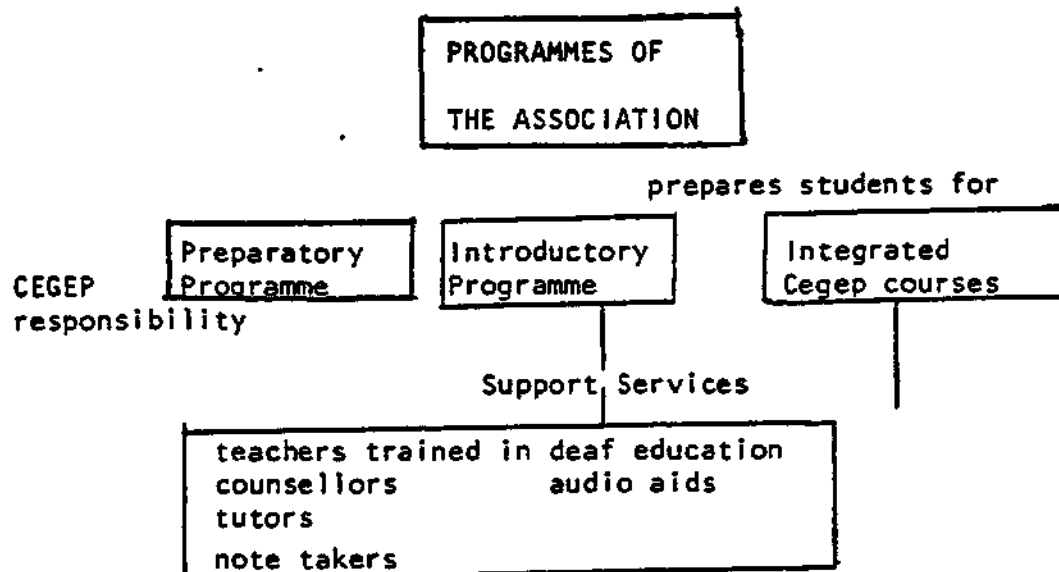 PROGRAMMES OF
THE ASSOCIATION
prepares students for
Preparatory Introductory Integrated
CEGEP Programme Programme Cegep courses
responsibility
Support Services
teachers trained in deaf education
counsellors audio aids
tutors
note takers